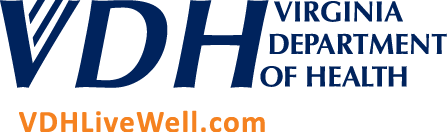 VDH
VIRGINIA
DEPARTMENT
OF HEALTH
VDHLiveWell.com